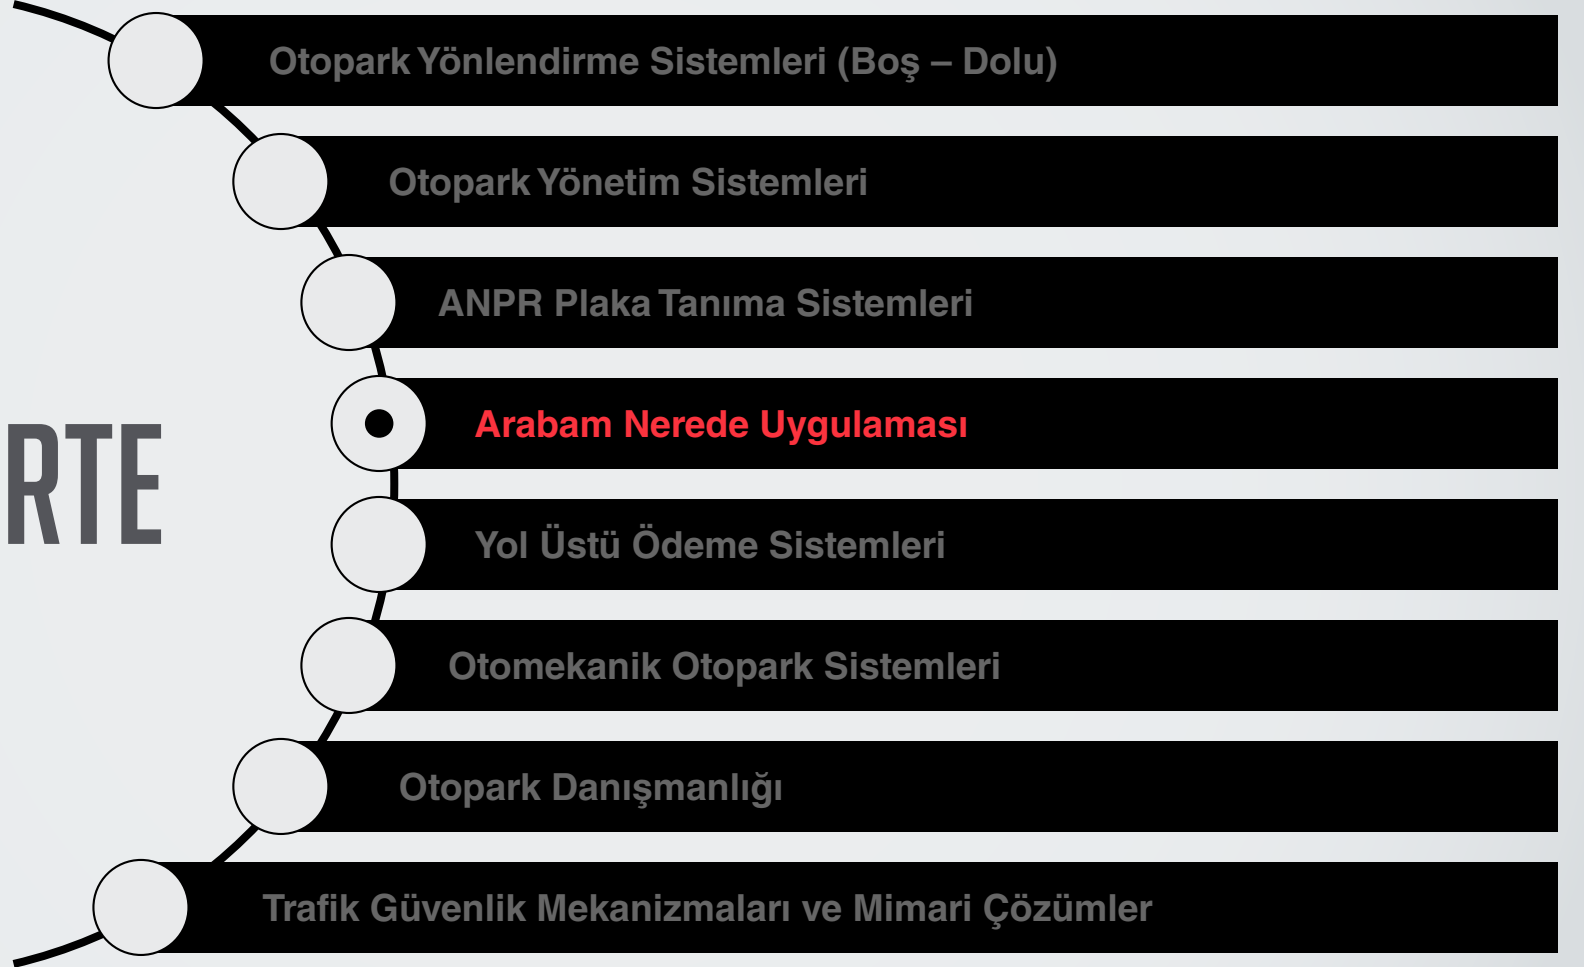 Otopark Yönlendirme Sistemleri (Boş – Dolu)
Otopark Yönetim Sistemleri
ANPR Plaka Tanıma Sistemleri
Arabam Nerede Uygulaması
RTE
Yol Üstü Ödeme Sistemleri
Otomekanik Otopark Sistemleri
Otopark Danışmanlığı
Trafik Güvenlik Mekanizmaları ve Mimari Çözümler